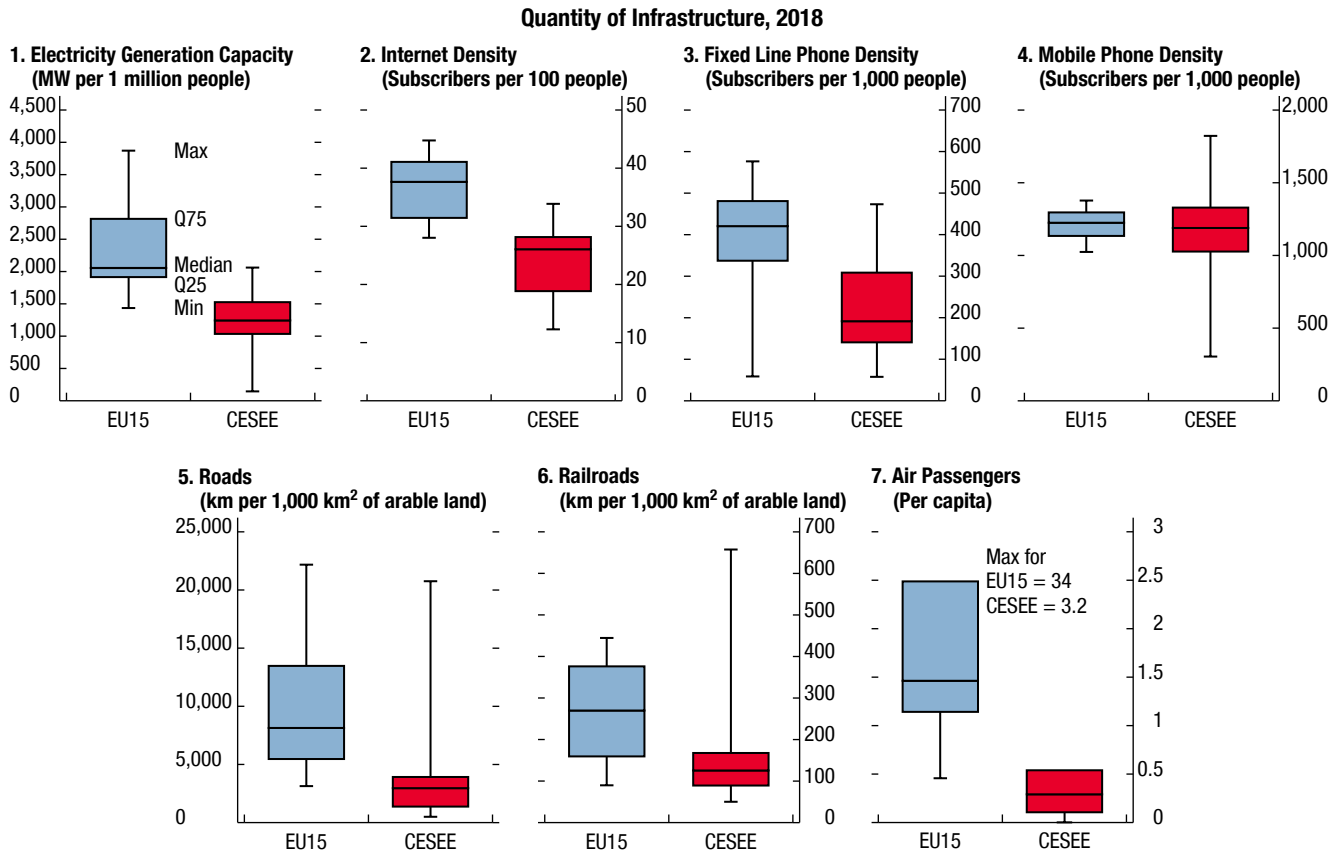 Quantity of Infrastructure, 2018
1. Electricity Generation Capacity
(MW per 1 million people)
4,500
4,000
3,500
3,000
2,500
2,000
1,500
1,000
500
0
Max
Q75
Median
Q25
Min
EU15 CESEE
2. Internet Density
(Subscribers per 100 people)
50
40
30
20
10
0
EU15 CESEE
3. Fixed Line Phone Density
(Subscribers per 1,000 people)
700
600
500
400
300
200
100
0
EU15 CESEE
4. Mobile Phone Density
(Subscribers per 1,000 people)
2,000
1,500
1,000
500
0
EU15 CESEE
5. Roads
(km per 1,000 km² of arable land)
25,000
20,000
15,000
10,000
5,000
0
EU15 CESEE
6. Railroads
(km per 1,000 km² of arable land)
700
600
500
400
300
200
100
0
EU15 CESEE
7. Air Passengers
(Per capita)
3
2.5
2
1.5
1
0.5
0
Max for
EU15 = 34
CESEE = 3.2
EU15 CESEE